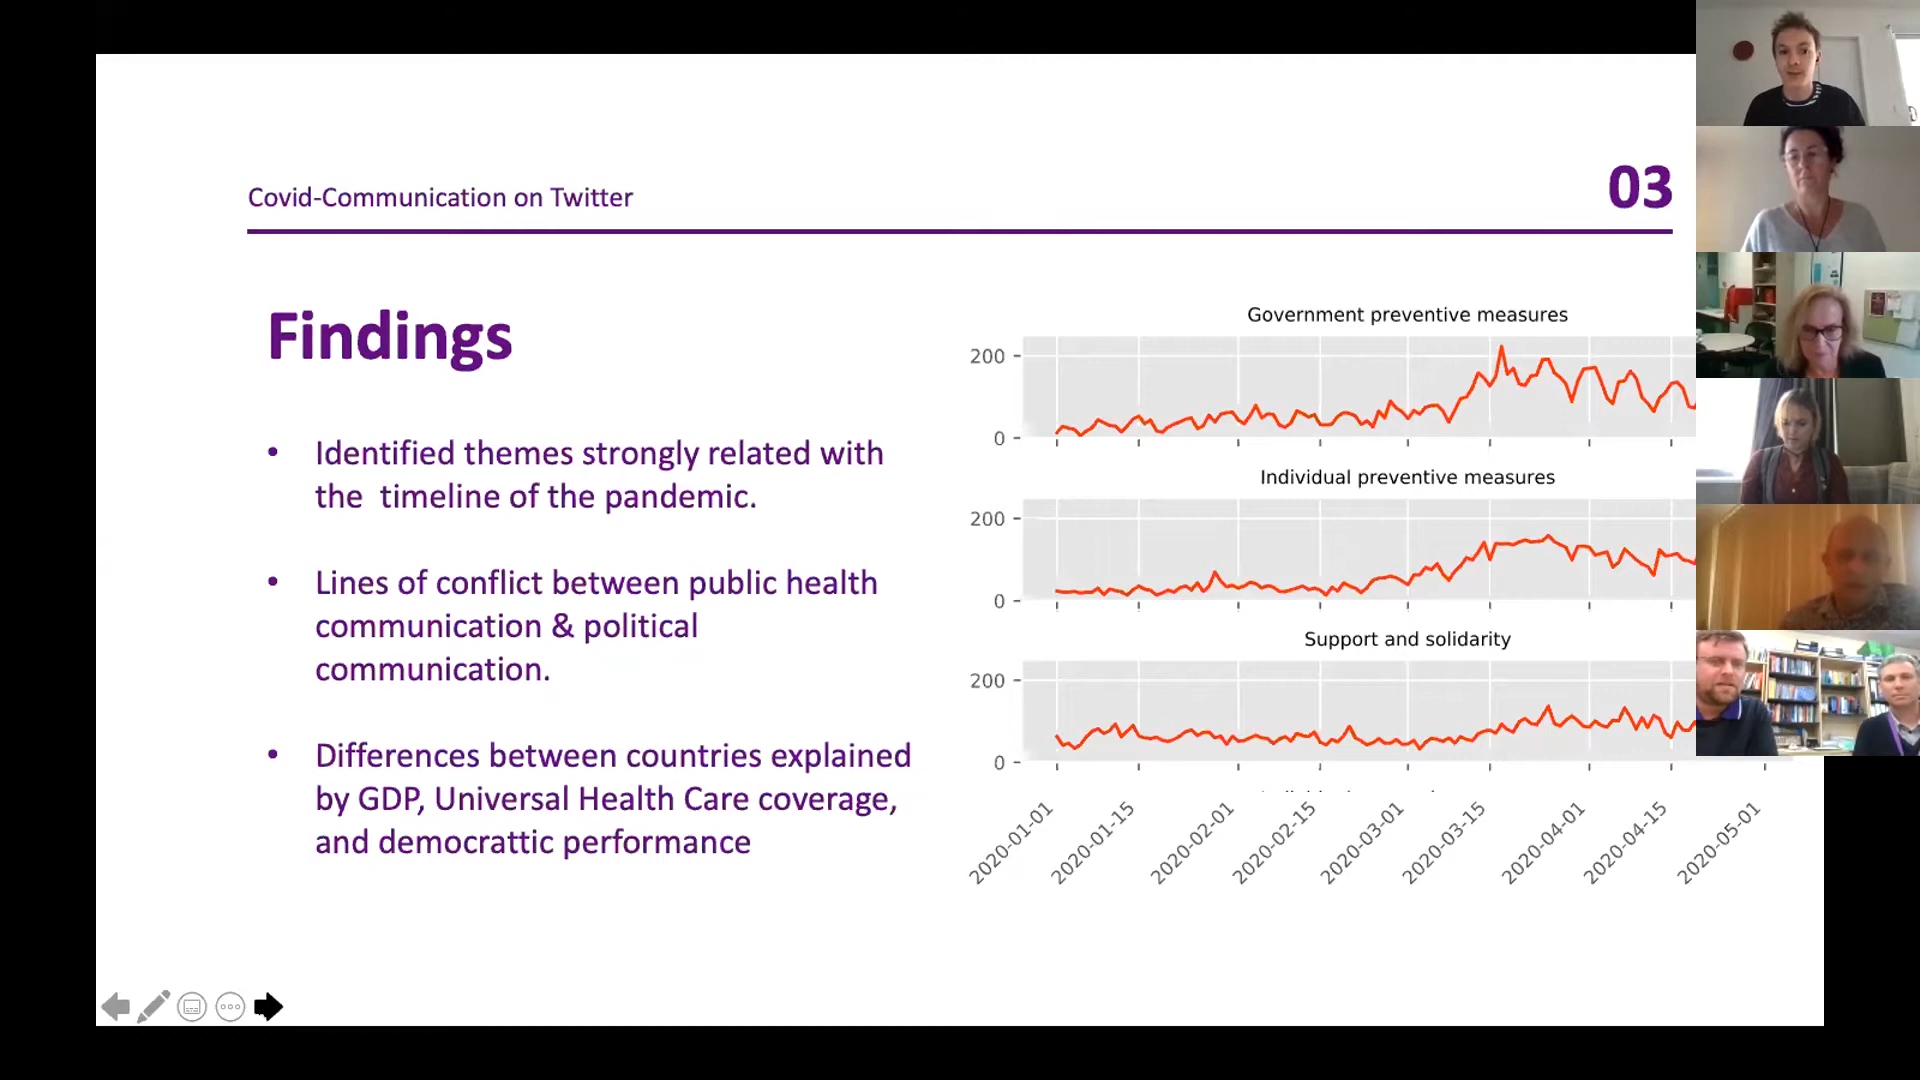 Covid-Communication on Twitter
03
Findings
• Identified themes strongly related with
the timeline of the pandemic.
• Lines of conflict between public health
communication & political
communication.
• Differences between countries explained
by GDP, Universal Health Care coverage,
and democrattic performance
Government preventive measures
200
0
Individual preventive measures
200
0
Support and solidarity
200
0
2020-01-01
2020-01-15
2020-02-01
2020-02-15
2020-03-01
2020-03-15
2020-04-01
2020-04-15
2020-05-01